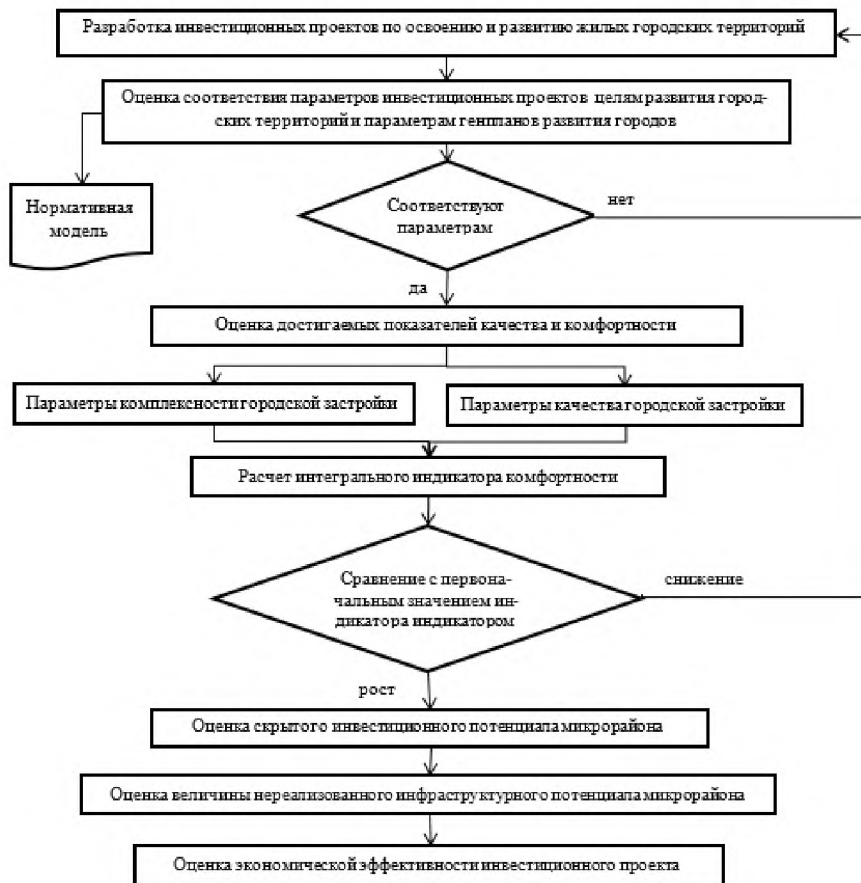 Разработка инвестиционных проектов по освоению и развитию жилых городских территорий
Оценка соответствия параметров инвестиционных проектов целям развития город-
ских территорий и параметрам генпланов развития городов
Нормативная
модель
Соответствуют
параметрам
нет
да
Оценка достигаемых показателей качества и комфортности
Параметры комплексности городской застройки
Параметры качества городской застройки
Расчет интегрального индикатора комфортности
Сравнение с первона-
чальным значением ин-
дикатора индикатором
снижение
рост
Оценка скрытого инвестиционного потенциала микрорайона
Оценка величины нереализованного инфраструктурного потенциала микрорайона
Оценка экономической эффективности инвестиционного проекта